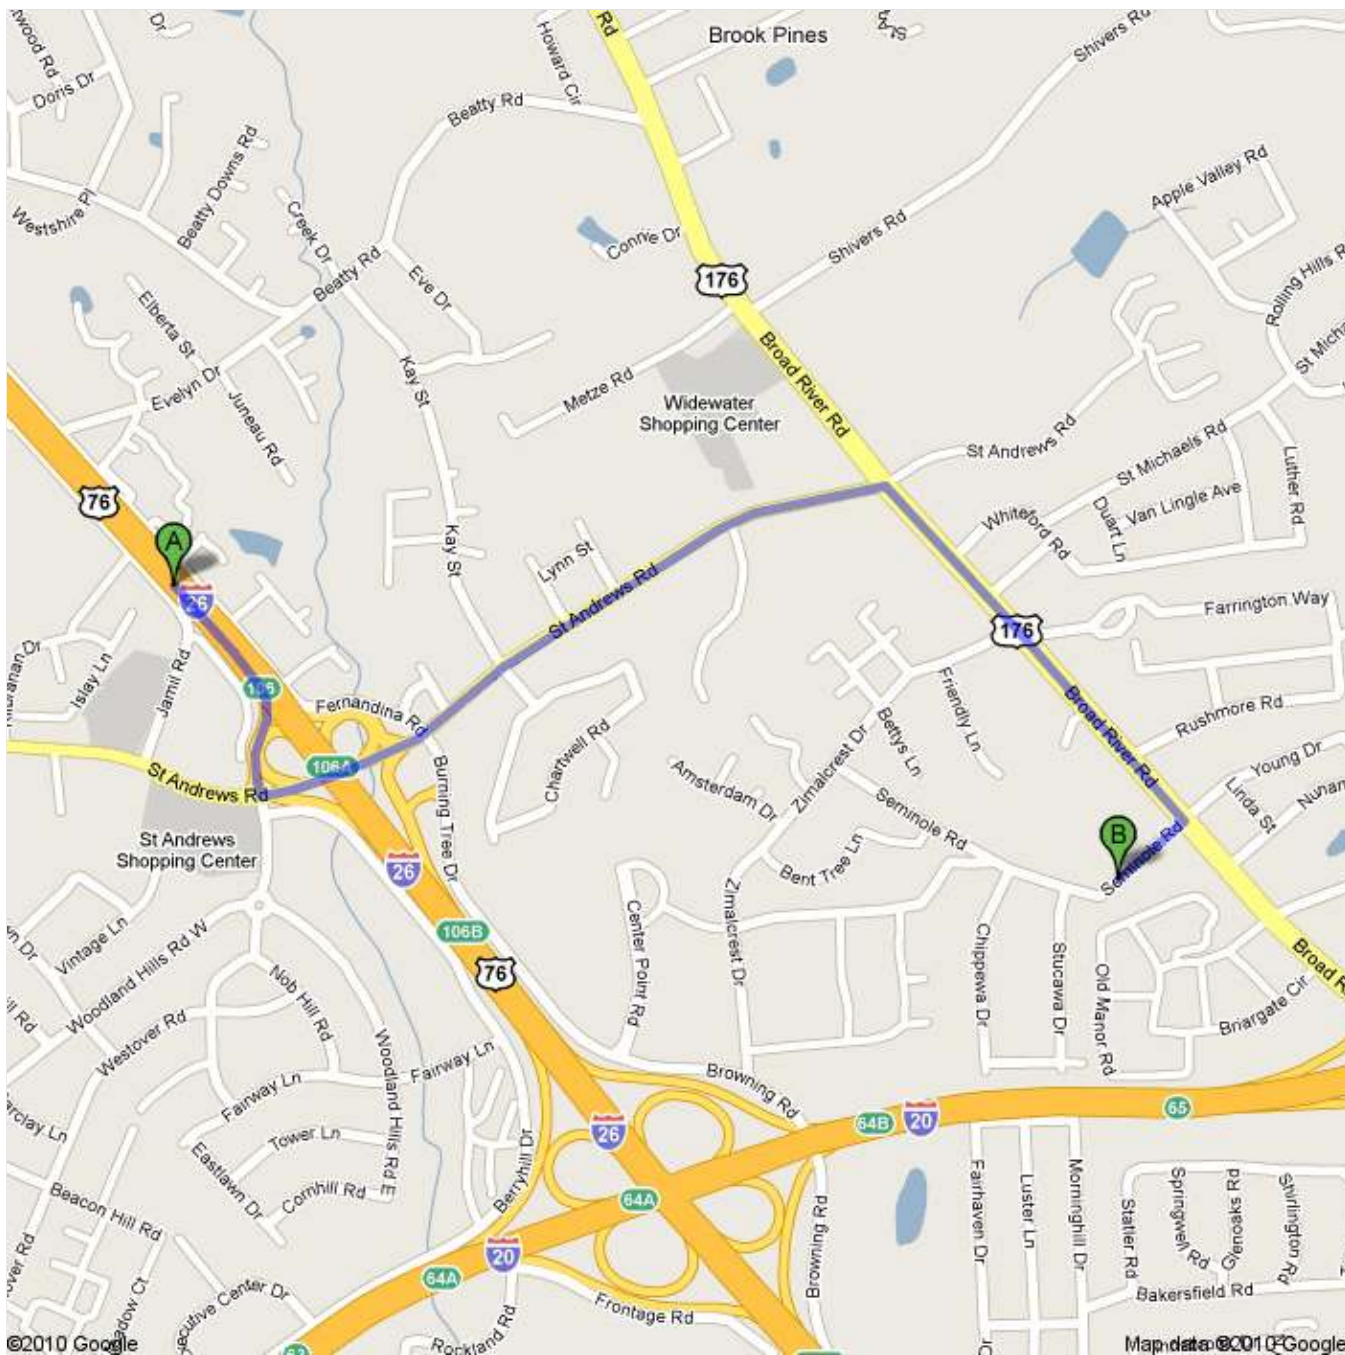 Brook Pines
Rd
Dr
Shivers Rd
Howard Cir
Doris Dr
Beatty Rd
Beatty Downs Rd
Apple Valley Rd
Westshire Pl
Creek Dr
Connie Dr
Shivers Rd
Beatty Rd
Eve Dr
176
Rolling Hills R
Elberta St
Broad River Rd
St Micha
Kay St
Metze Rd
Evelyn Dr
Juneau Rd
Widewater
Shopping Center
St Andrews Rd
St Michaels Rd
Luther Rd
76
Van Lingle Ave
Duart Ln
Whiteford Rd
Kay St
A
Lynn St
26
St Andrews Rd
Farrington Way
176
Islay Ln
Jamil Rd
106
Friendly Ln
Fernandina Rd
Broad River Rd
Rushmore Rd
Bettys Ln
Chartwell Rd
106A
St Andrews Rd
Burning Tree Dr
Amsterdam Dr
Zimalcrest Dr
Young Dr
Linda St
Seminole Rd
B
St Andrews
Shopping Center
Bent Tree Ln
Seminole Rd
26
Zimalcrest Dr
106B
Center Point Rd
Chippewa Dr
Stucawa Dr
Vintage Ln
Woodland Hills Rd W
76
Old Manor Rd
Broad R
Nob Hill Rd
Briargate Cir
Westover Rd
Woodland Hills Rd E
Fairway Ln
Browning Rd
Fairway Ln
64B
20
65
26
Tower Ln
Eastlawn Dr
Cornhill Rd
Berryhill Dr
64A
Beacon Hill Rd
Browning Rd
Fairhaven Dr
Luster Ln
Morninghill Dr
Statler Rd
Springwell Rd
Glenoaks Rd
Shirlington Rd
20
64A
Bakersfield Rd
Frontage Rd
Rockland Rd
63
©2010 Google
Map data ©2010 Google